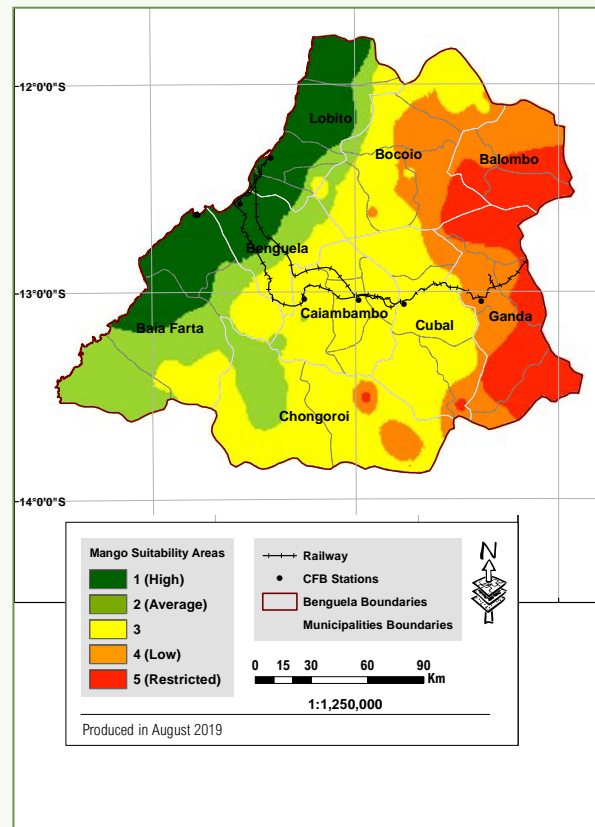 12°0'0"S
Lobito
Bocoio
Balombo
Benguela
13°0'0"S
Baía Farta
Caiambambo
Cubal
Ganda
Chongoroi
14°0'0"S
Mango Suitability Areas
1 (High)
2 (Average)
3
4 (Low)
5 (Restricted)
Railway
CFB Stations
Benguela Boundaries
Municipalities Boundaries
N
0 15 30 60 90
Km
1:1,250,000
Produced in August 2019